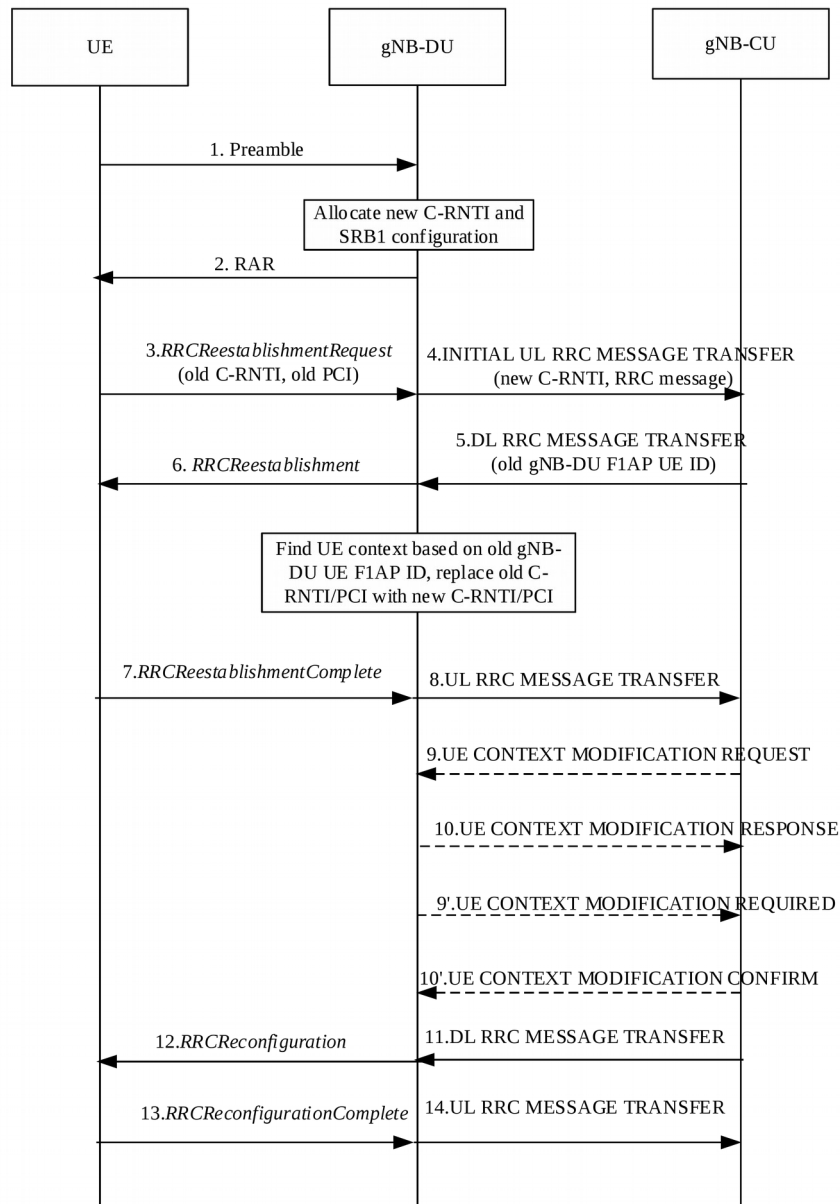 UE
gNB-DU
gNB-CU
1. Preamble
Allocate new C-RNTI and
SRB1 configuration
2. RAR
3.RRCReestablishmentRequest
(old C-RNTI, old PCI)
4.INITIAL UL RRC MESSAGE TRANSFER
(new C-RNTI, RRC message)
5.DL RRC MESSAGE TRANSFER
(old gNB-DU F1AP UE ID)
6. RRCReestablishment
Find UE context based on old gNB-
DU UE F1AP ID, replace old C-
RNTI/PCI with new C-RNTI/PCI
7.RRCReestablishmentComplete
8.UL RRC MESSAGE TRANSFER
9.UE CONTEXT MODIFICATION REQUEST
10.UE CONTEXT MODIFICATION RESPONSE
9'.UE CONTEXT MODIFICATION REQUIRED
10'.UE CONTEXT MODIFICATION CONFIRM
11.DL RRC MESSAGE TRANSFER
12.RRCReconfiguration
13.RRCReconfigurationComplete
14.UL RRC MESSAGE TRANSFER